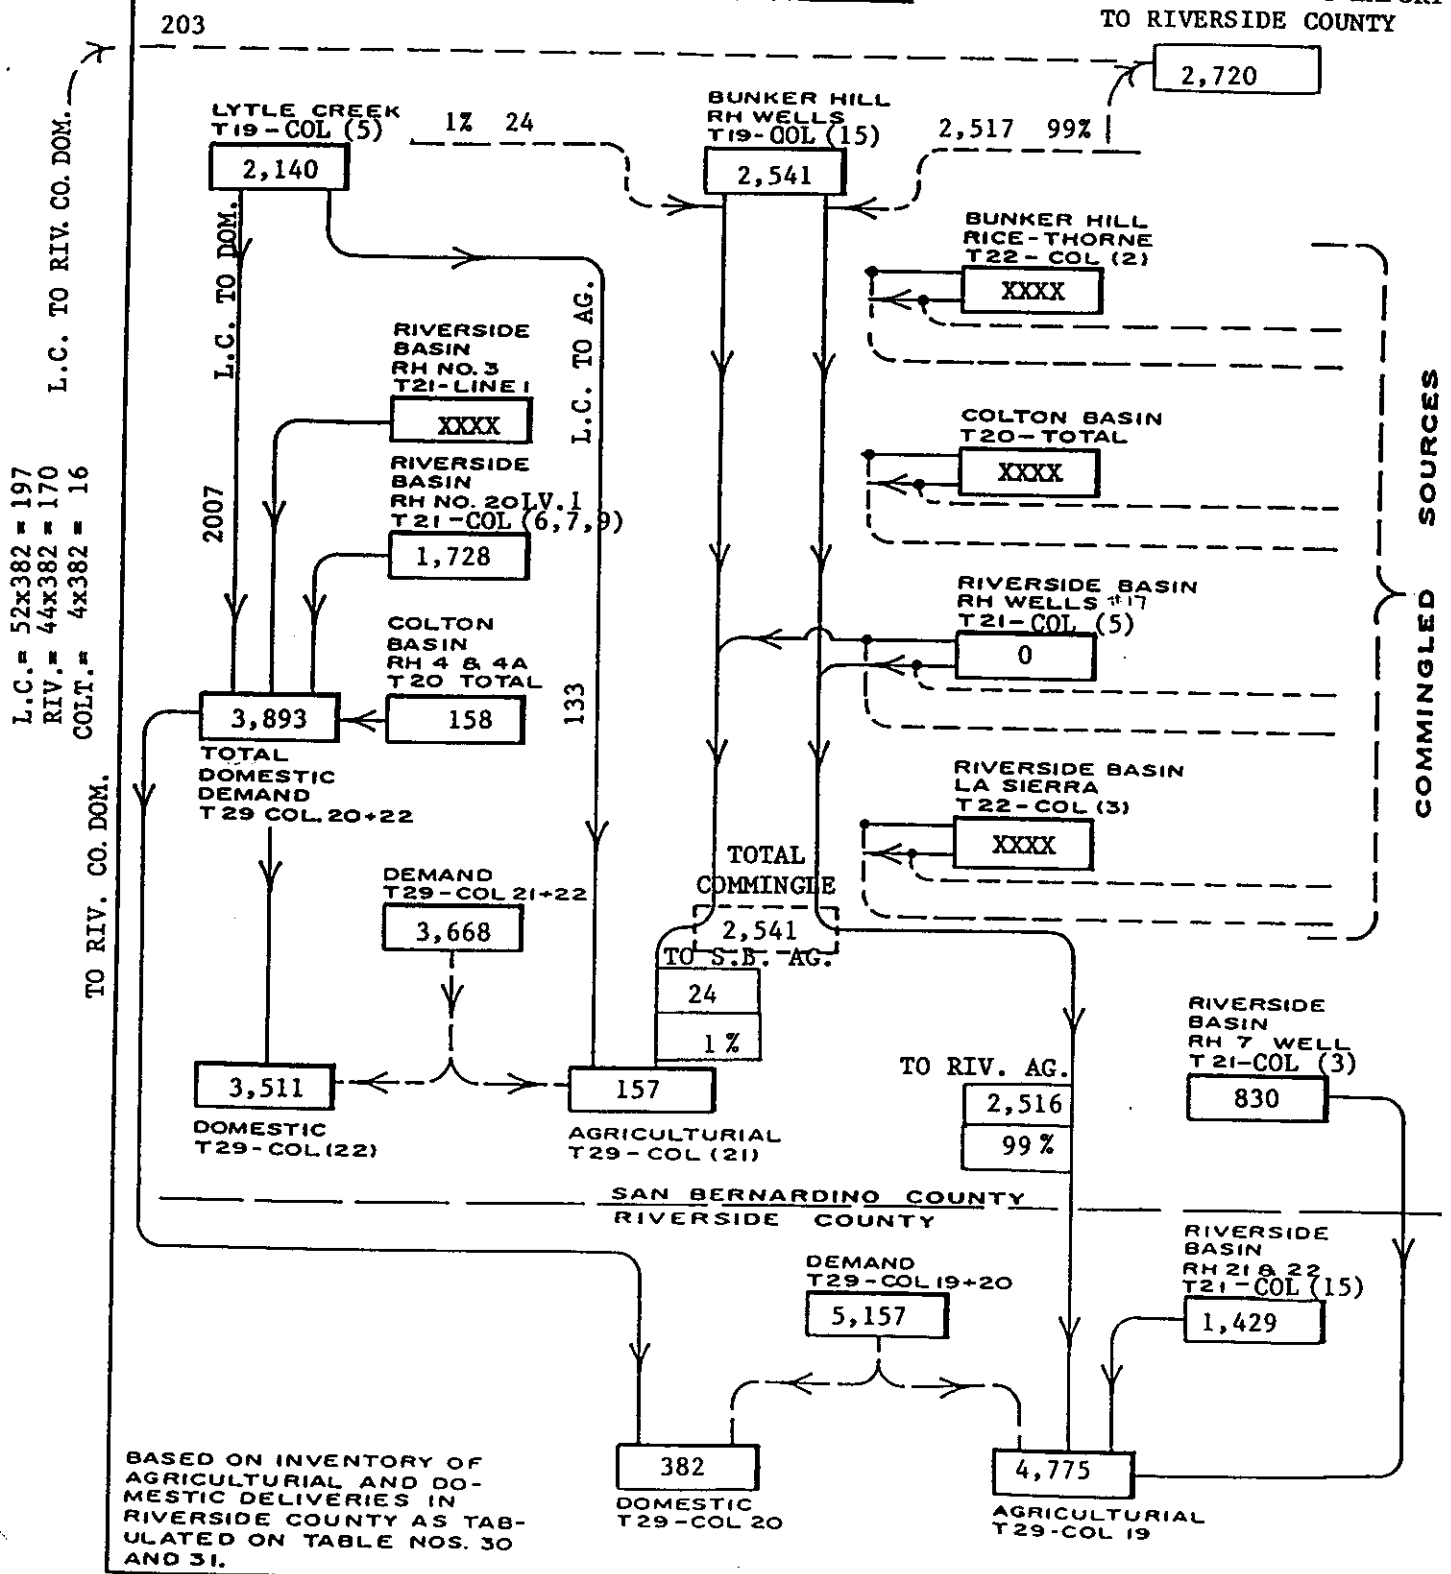 TO RIVERSIDE COUNTY
203
2,720
LYTLE CREEK
T19-COL (5)
2,140
1% 24
BUNKER HILL
RH WELLS
T19-COL (15)
2,541
2,517 99%
BUNKER HILL
RICE-THORNE
T22-COL (2)
XXXX
L.C. TO RIV. CO. DOM.
L.C. TO DOM.
L.C. TO AG.
RIVERSIDE
BASIN
RH NO. 3
T21-LINE 1
XXXX
COLTON BASIN
T20-TOTAL
XXXX
RIVERSIDE
BASIN
RH NO. 20 LV. 1
T21-COL (6,7,9)
1,728
2007
L.C.= 52x382 = 197
RIV.= 44x382 = 170
COLT.= 4x382 = 16
COMMINGLED SOURCES
RIVERSIDE BASIN
RH WELLS #17
T21-COL (5)
0
COLTON
BASIN
RH 4 & 4A
T20 TOTAL
158
133
3,893
TOTAL
DOMESTIC
DEMAND
T29 COL. 20+22
RIVERSIDE BASIN
LA SIERRA
T22-COL (3)
XXXX
TO RIV. CO. DOM.
DEMAND
T29-COL 21+22
3,668
TOTAL
COMMINGLE
2,541
TO S.B. AG.
24
1%
3,511
DOMESTIC
T29-COL (22)
157
AGRICULTURIAL
T29-COL (21)
TO RIV. AG.
2,516
99%
RIVERSIDE
BASIN
RH 7 WELL
T21-COL (3)
830
SAN BERNARDINO COUNTY
RIVERSIDE COUNTY
DEMAND
T29-COL 19+20
5,157
RIVERSIDE
BASIN
RH 21 & 22
T21-COL (15)
1,429
382
DOMESTIC
T29-COL 20
4,775
AGRICULTURIAL
T29-COL 19
BASED ON INVENTORY OF
AGRICULTURIAL AND DO-
MESTIC DELIVERIES IN
RIVERSIDE COUNTY AS TAB-
ULATED ON TABLE NOS. 30
AND 31.